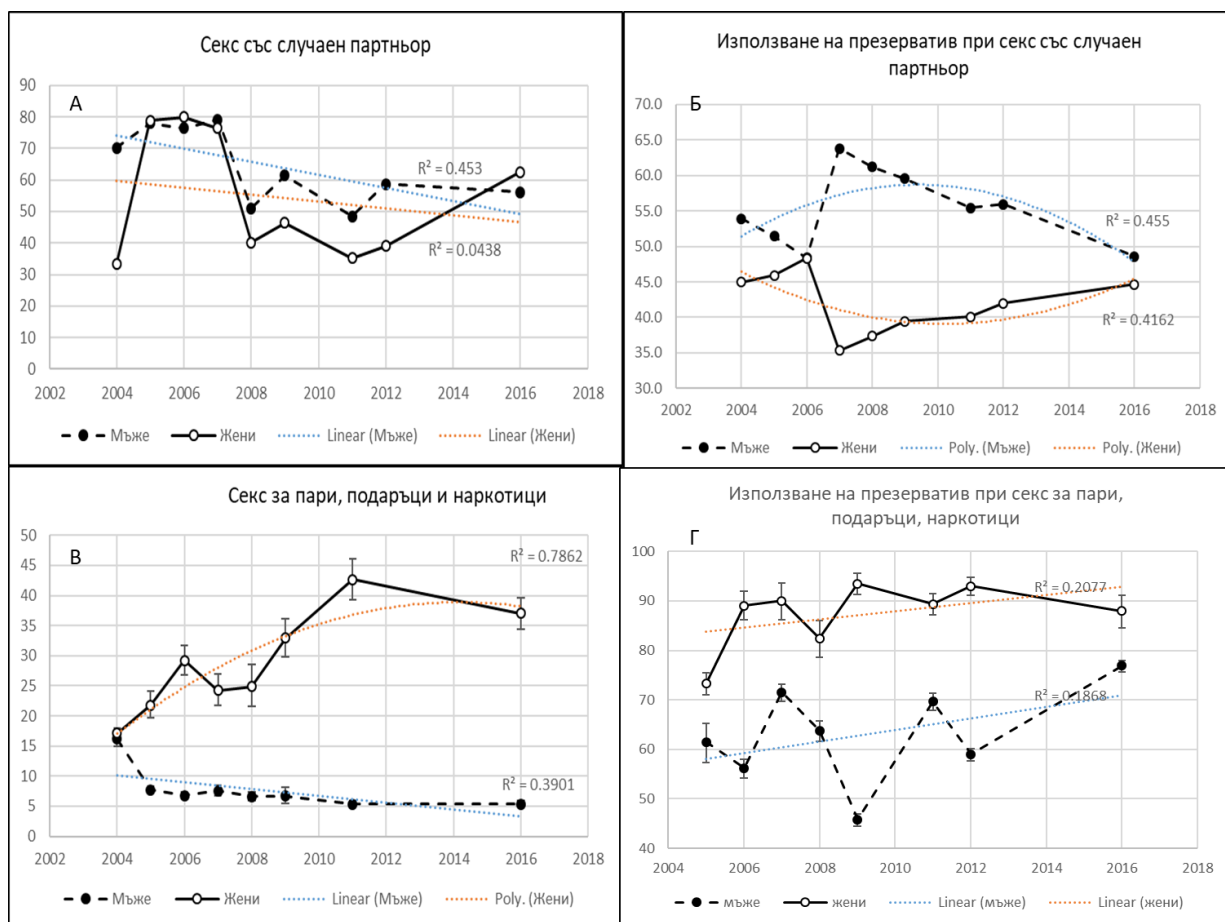 Секс със случаен партньор
А
90
80
70
60
50
40
30
20
10
0
R² = 0.453
R² = 0.0438
2002 2004 2006 2008 2010 2012 2014 2016 2018
Мъже Жени Linear (Мъже) Linear (Жени)
Използване на презерватив при секс със случаен
партньор
Б
70.0
65.0
60.0
55.0
50.0
45.0
40.0
35.0
30.0
R² = 0.455
R² = 0.4162
2002 2004 2006 2008 2010 2012 2014 2016 2018
Мъже Жени Poly. (Мъже) Poly. (Жени)
Секс за пари, подаръци и наркотици
В
50
45
40
35
30
25
20
15
10
5
0
R² = 0.7862
R² = 0.3901
2002 2004 2006 2008 2010 2012 2014 2016 2018
Мъже Жени Linear (Мъже) Poly. (Жени)
Използване на презерватив при секс за пари,
подаръци, наркотици
Г
100
90
80
70
60
50
40
R² = 0.2077
R² = 0.1868
2004 2006 2008 2010 2012 2014 2016 2018
мъже жени Linear (мъже) Linear (жени)